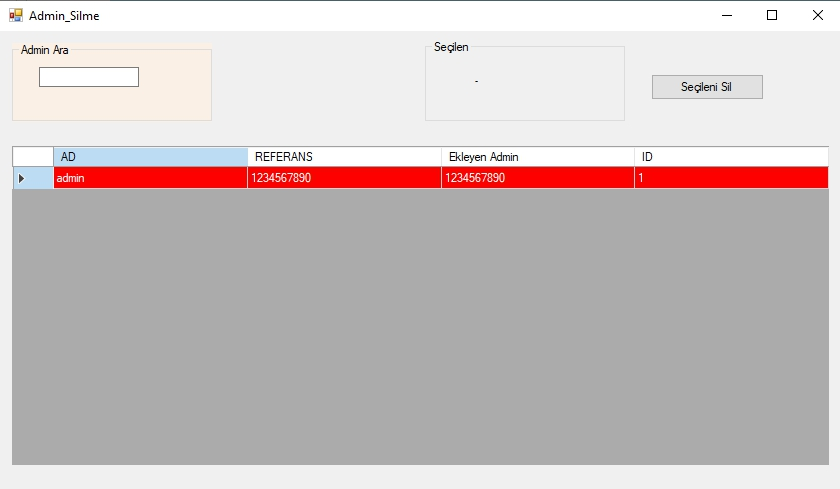 Admin_Silme
Admin Ara
Seçilen
-
Seçileni Sil
AD REFERANS Ekleyen Admin ID
admin 1234567890 1234567890 1